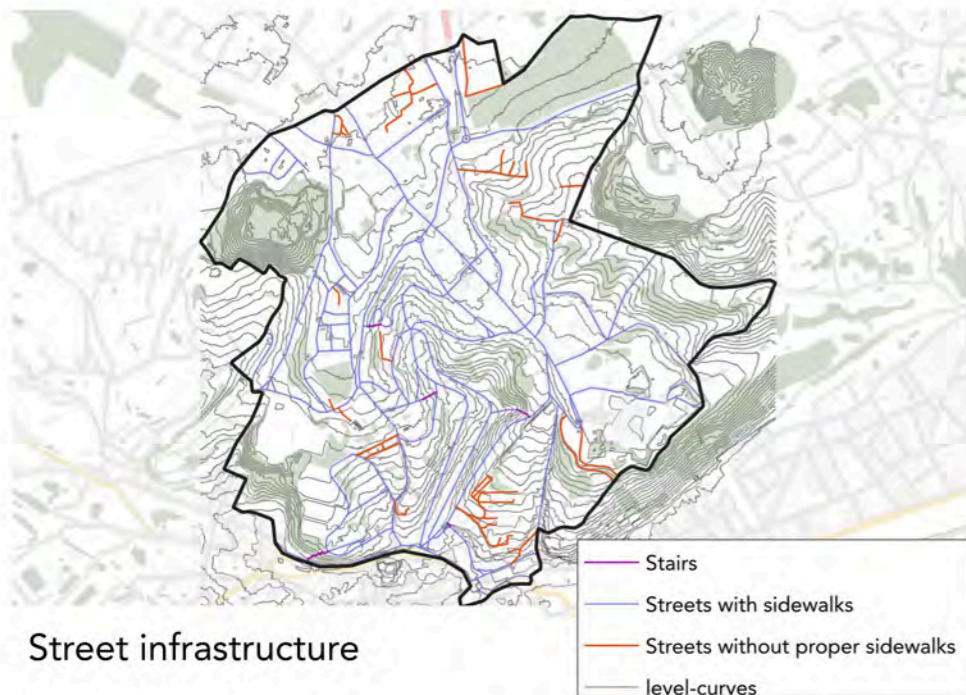 Stairs
Streets with sidewalks
Streets without proper sidewalks
level-curves
Street infrastructure